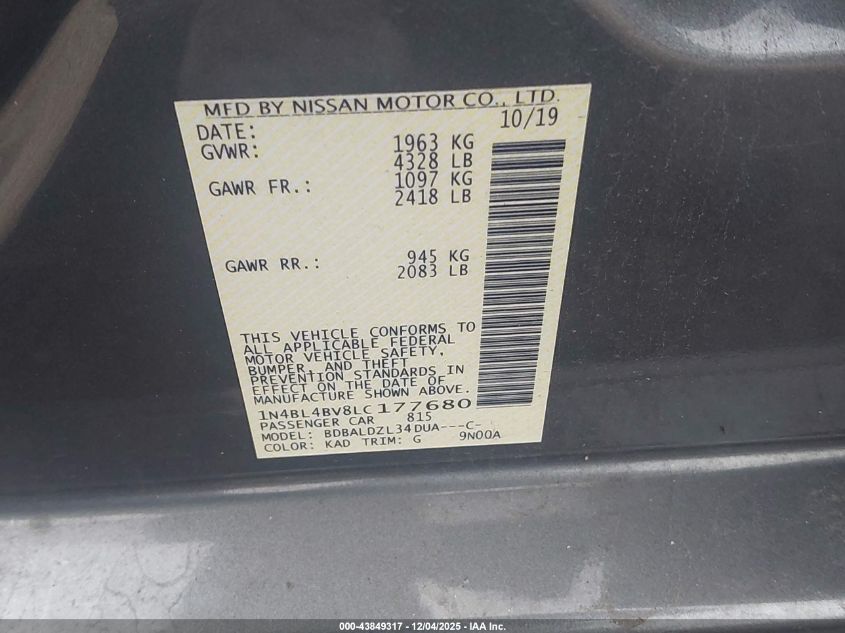 MFD BY NISSAN MOTOR CO., LTD.
DATE: 10/19
GVWR: 1963 KG
4328 LB
GAWR FR.: 1097 KG
2418 LB
GAWR RR.: 945 KG
2083 LB
THIS VEHICLE CONFORMS TO
ALL APPLICABLE FEDERAL
MOTOR VEHICLE SAFETY,
BUMPER, AND THEFT
PREVENTION STANDARDS IN
EFFECT ON THE DATE OF
MANUFACTURE SHOWN ABOVE.
1N4BL4BV8LC177680
PASSENGER CAR 815
MODEL: BDBALDZL34DUA---C-
COLOR: KAD TRIM: G 9N00A
000-43849317 - 12/04/2025 - IAA Inc.